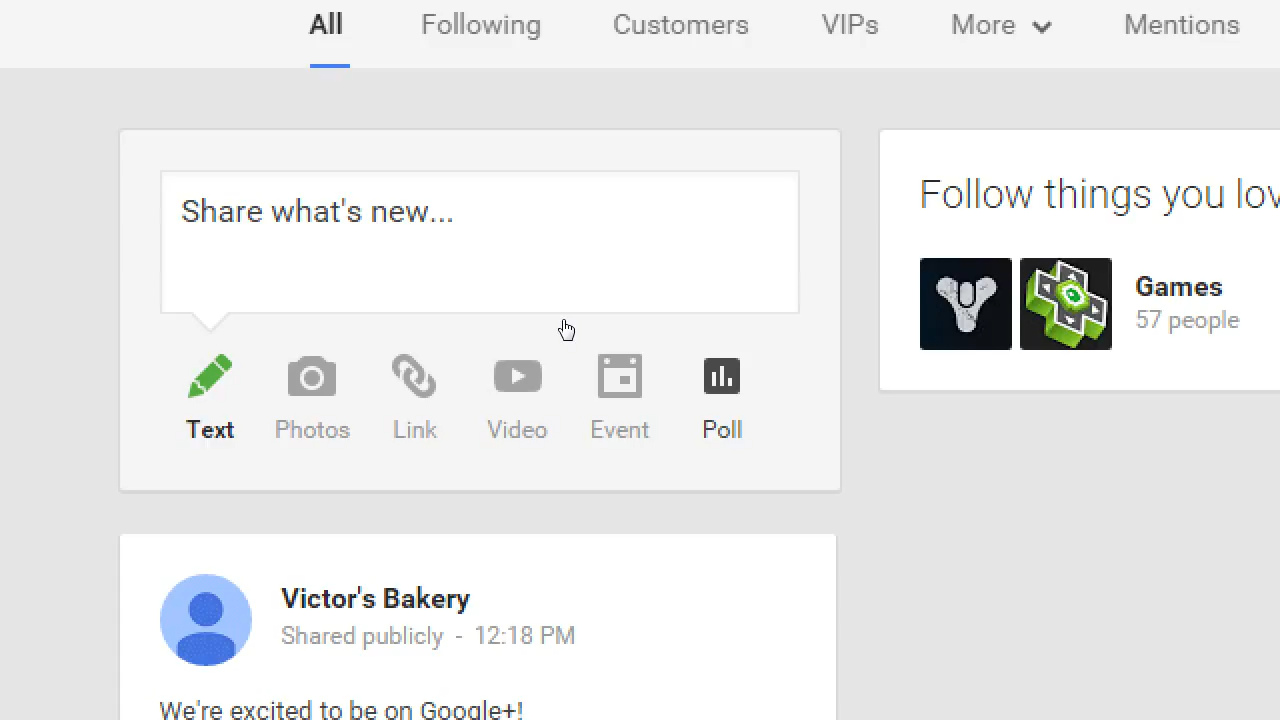 All Following Customers VIPs More Mentions
Share what's new...
Text Photos Link Video Event Poll
Follow things you lov
Games
57 people
Victor's Bakery
Shared publicly - 12:18 PM
We're excited to be on Google+!